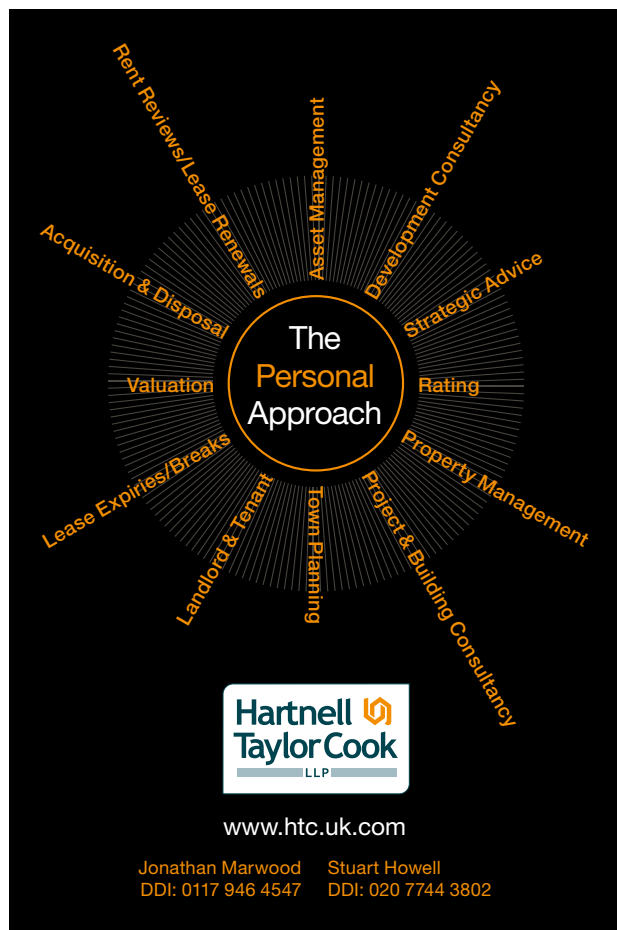 Rent Reviews/Lease Renewals
Asset Management
Development Consultancy
Acquisition & Disposal
Strategic Advice
The
Personal
Approach
Valuation
Rating
Lease Expiries/Breaks
Property Management
Landlord & Tenant
Town Planning
Project & Building Consultancy
Hartnell
Taylor Cook
LLP
www.htc.uk.com
Jonathan Marwood Stuart Howell
DDI: 0117 946 4547 DDI: 020 7744 3802